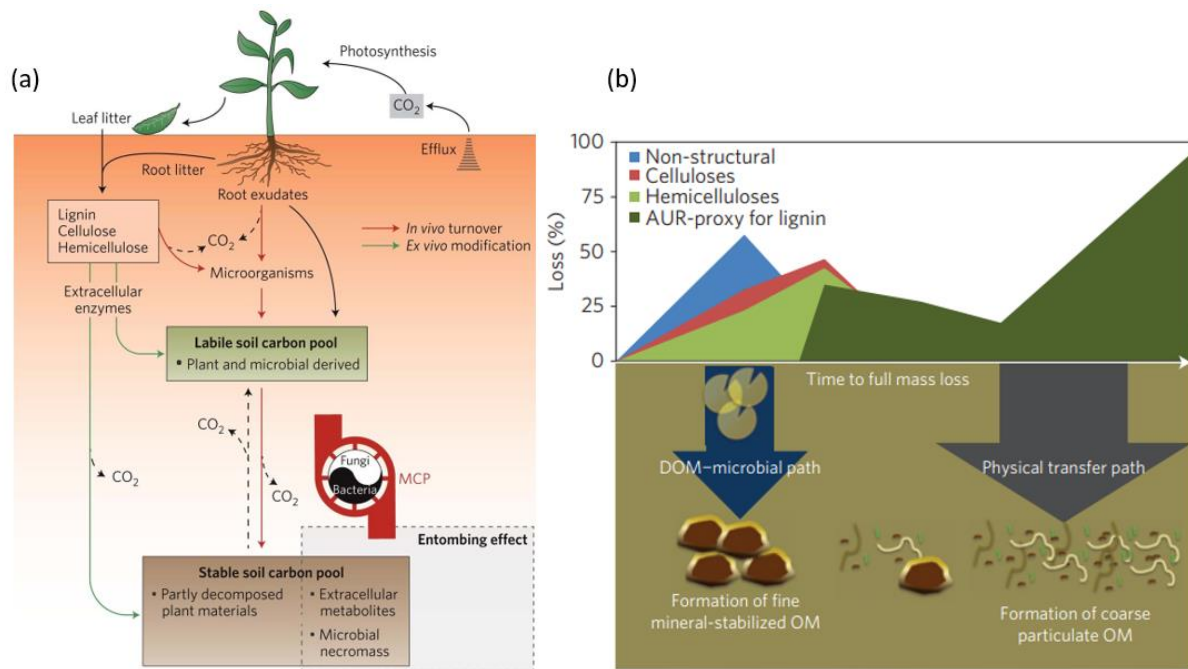 (a)
Photosynthesis
CO2
Leaf litter
Efflux
Root litter
Root exudates
Lignin
Cellulose
Hemicellulose
CO2
In vivo turnover
Ex vivo modification
Microorganisms
Extracellular
enzymes
Labile soil carbon pool
• Plant and microbial derived
CO2
Fungi
Bacteria
MCP
CO2
CO2
Entombing effect
Stable soil carbon pool
• Partly decomposed
plant materials
• Extracellular
metabolites
• Microbial
necromass
(b)
100
75
50
25
0
Loss (%)
Non-structural
Celluloses
Hemicelluloses
AUR-proxy for lignin
Time to full mass loss
DOM–microbial path
Physical transfer path
Formation of fine
mineral-stabilized OM
Formation of coarse
particulate OM